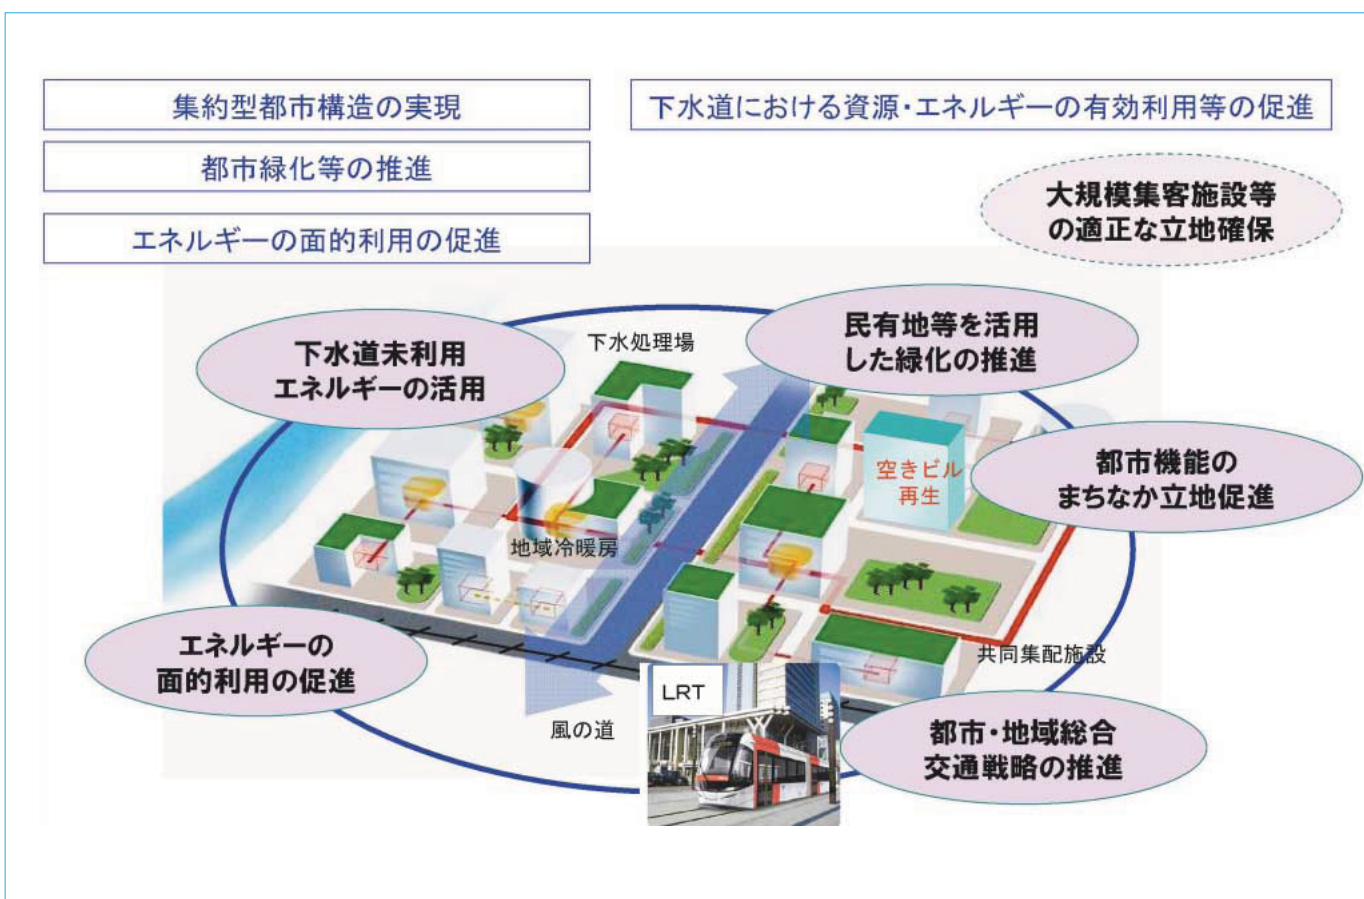 集約型都市構造の実現
下水道における資源・エネルギーの有効利用等の促進
都市緑化等の推進
エネルギーの面的利用の促進
大規模集客施設等
の適正な立地確保
下水道未利用
エネルギーの活用
下水処理場
民有地等を活用
した緑化の推進
空きビル
再生
都市機能の
まちなか立地促進
地域冷暖房
エネルギーの
面的利用の促進
共同集配施設
風の道
LRT
都市・地域総合
交通戦略の推進